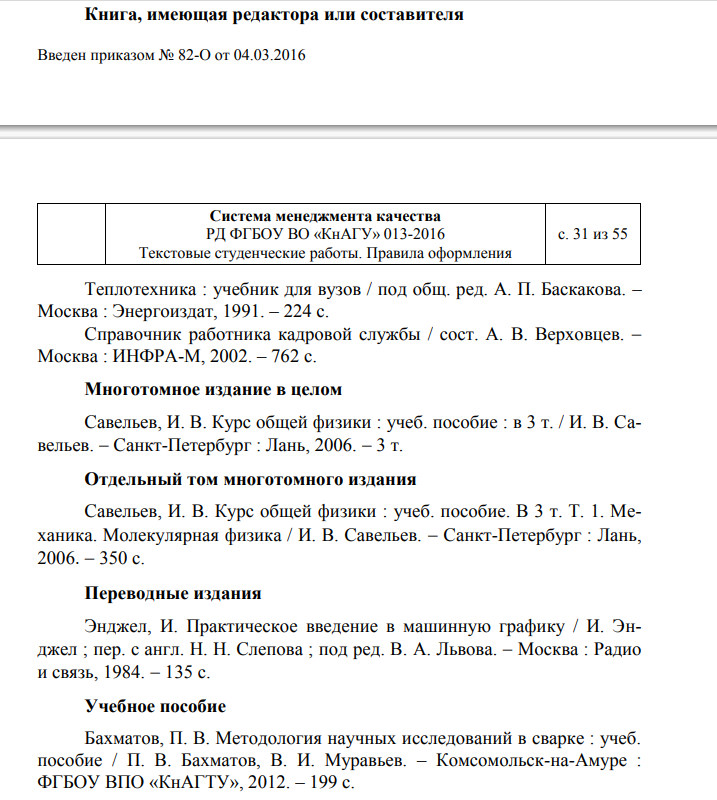 Книга, имеющая редактора или составителя
Введен приказом № 82-О от 04.03.2016
Система менеджмента качества
РД ФГБОУ ВО «КнАГУ» 013-2016
Текстовые студенческие работы. Правила оформления
с. 31 из 55
Теплотехника : учебник для вузов / под общ. ред. А. П. Баскакова. –
Москва : Энергоиздат, 1991. – 224 с.
Справочник работника кадровой службы / сост. А. В. Верховцев. –
Москва : ИНФРА-М, 2002. – 762 с.
Многотомное издание в целом
Савельев, И. В. Курс общей физики : учеб. пособие : в 3 т. / И. В. Са-
вельев. – Санкт-Петербург : Лань, 2006. – 3 т.
Отдельный том многотомного издания
Савельев, И. В. Курс общей физики : учеб. пособие. В 3 т. Т. 1. Ме-
ханика. Молекулярная физика / И. В. Савельев. – Санкт-Петербург : Лань,
2006. – 350 с.
Переводные издания
Энджел, И. Практическое введение в машинную графику / И. Эн-
джел ; пер. с англ. Н. Н. Слепова ; под ред. В. А. Львова. – Москва : Радио
и связь, 1984. – 135 с.
Учебное пособие
Бахматов, П. В. Методология научных исследований в сварке : учеб.
пособие / П. В. Бахматов, В. И. Муравьев. – Комсомольск-на-Амуре :
ФГБОУ ВПО «КнАГТУ», 2012. – 199 с.